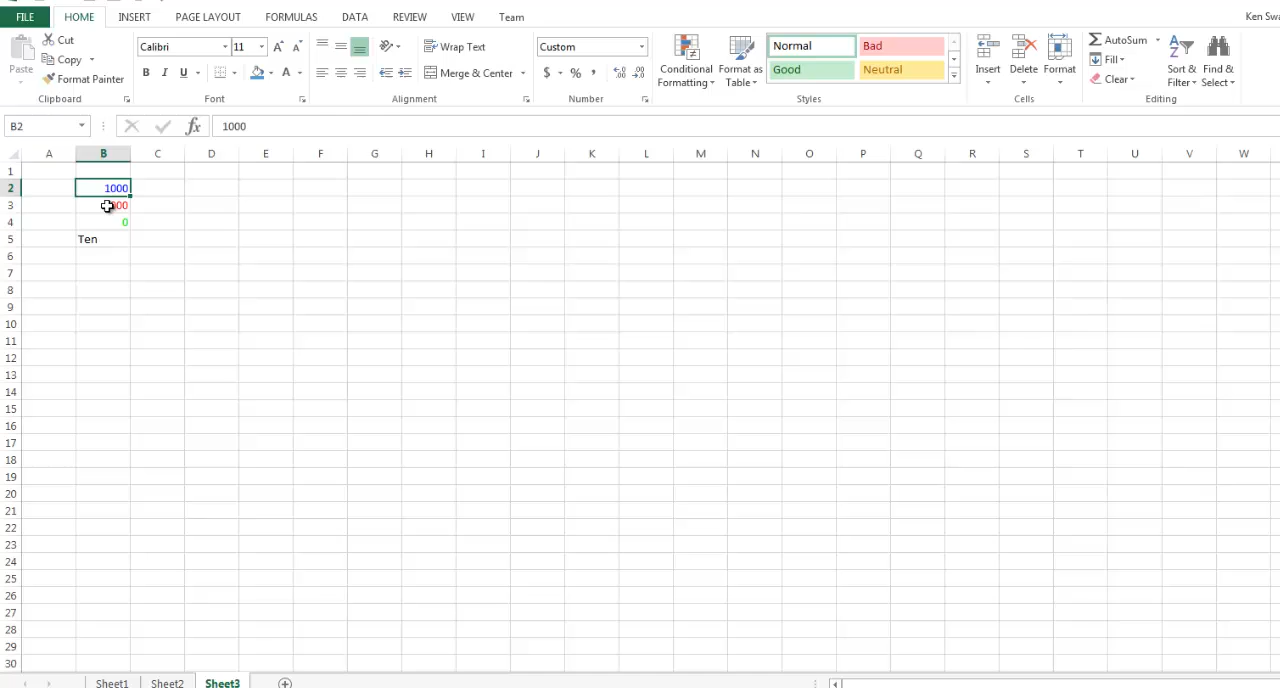 FILE HOME INSERT PAGE LAYOUT FORMULAS DATA REVIEW VIEW Team Ken Swa
Paste
Cut
Copy
Format Painter
Clipboard
Calibri 11 A A
B I U A
Font
Wrap Text
Merge & Center
Alignment
Custom
$ % ,
Number
Conditional Formatting
Format as Table
Normal Bad
Good Neutral
Styles
Insert Delete Format
Cells
AutoSum
Fill
Clear
Sort & Filter
Find & Select
Editing
B2 fx 1000
A B C D E F G H I J K L M N O P Q R S T U V W
1
2 1000
3 00
4 0
5 Ten
6
7
8
9
10
11
12
13
14
15
16
17
18
19
20
21
22
23
24
25
26
27
28
29
30
Sheet1 Sheet2 Sheet3